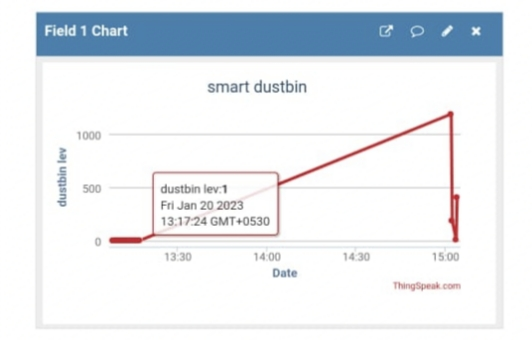 Field 1 Chart
smart dustbin
dustbin lev
1000
500
0
dustbin lev:1
Fri Jan 20 2023
13:17:24 GMT+0530
13:30
14:00
14:30
15:00
Date
ThingSpeak.com